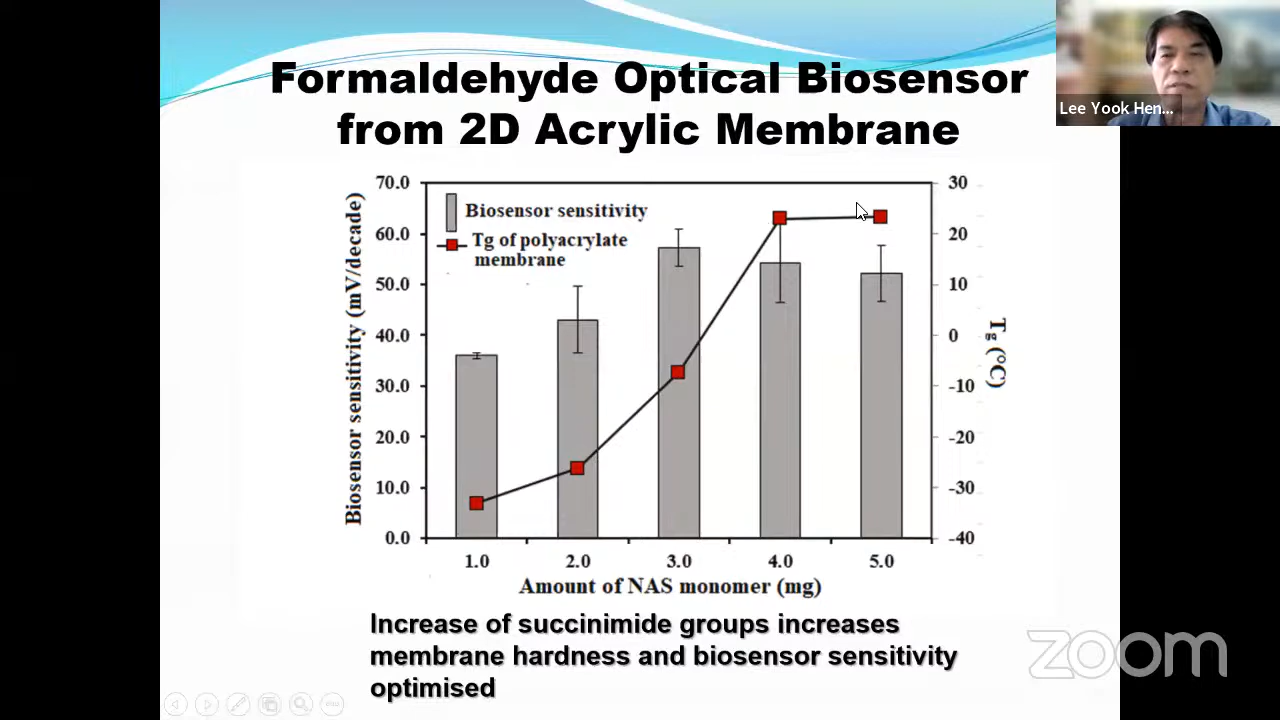 Formaldehyde Optical Biosensor
from 2D Acrylic Membrane
Lee Yook Hen...
70.0
60.0
50.0
40.0
30.0
20.0
10.0
0.0
Biosensor sensitivity (mV/decade)
Biosensor sensitivity
Tg of polyacrylate
membrane
30
20
10
0
-10
-20
-30
-40
Tg (°C)
1.0 2.0 3.0 4.0 5.0
Amount of NAS monomer (mg)
Increase of succinimide groups increases
membrane hardness and biosensor sensitivity
optimised
zoom